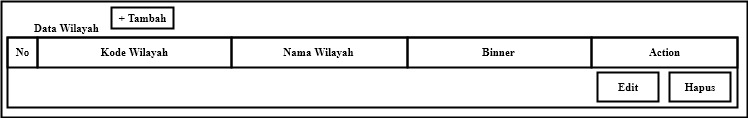 + Tambah
Data Wilayah
No Kode Wilayah Nama Wilayah Binner Action
Edit Hapus